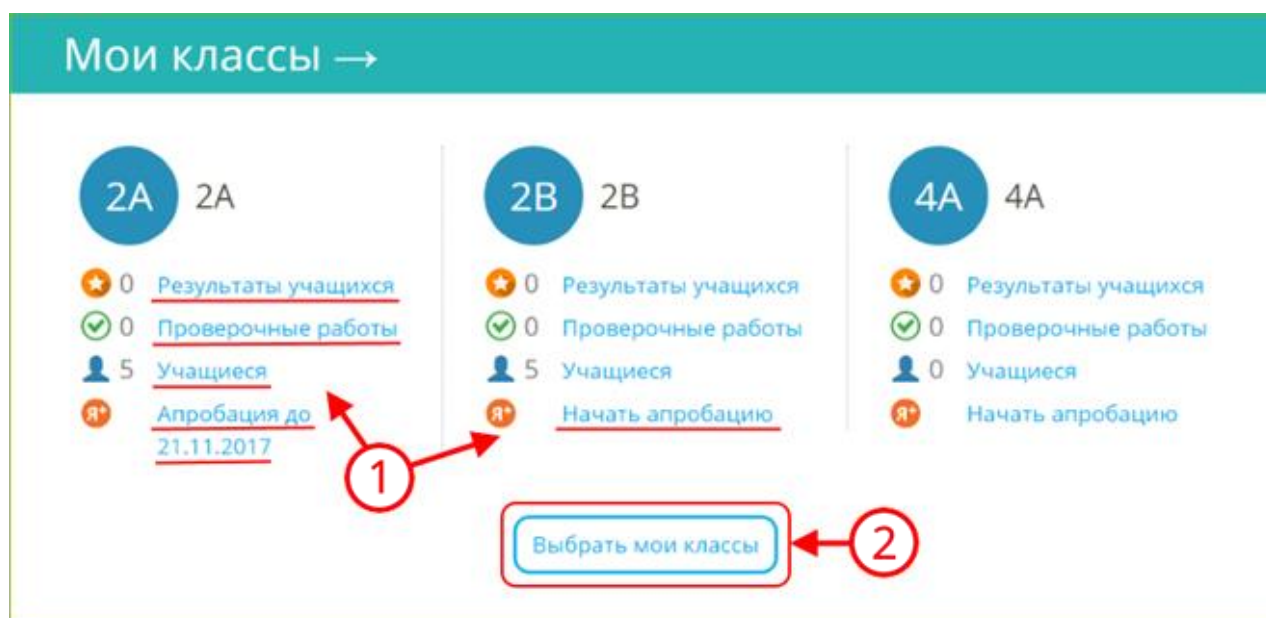 Мои классы →
2А 2А
0 Результаты учащихся
0 Проверочные работы
5 Учащиеся
Я+ Апробация до
21.11.2017
2В 2В
0 Результаты учащихся
0 Проверочные работы
5 Учащиеся
Я+ Начать апробацию
4А 4А
0 Результаты учащихся
0 Проверочные работы
0 Учащиеся
Я+ Начать апробацию
1
Выбрать мои классы
2